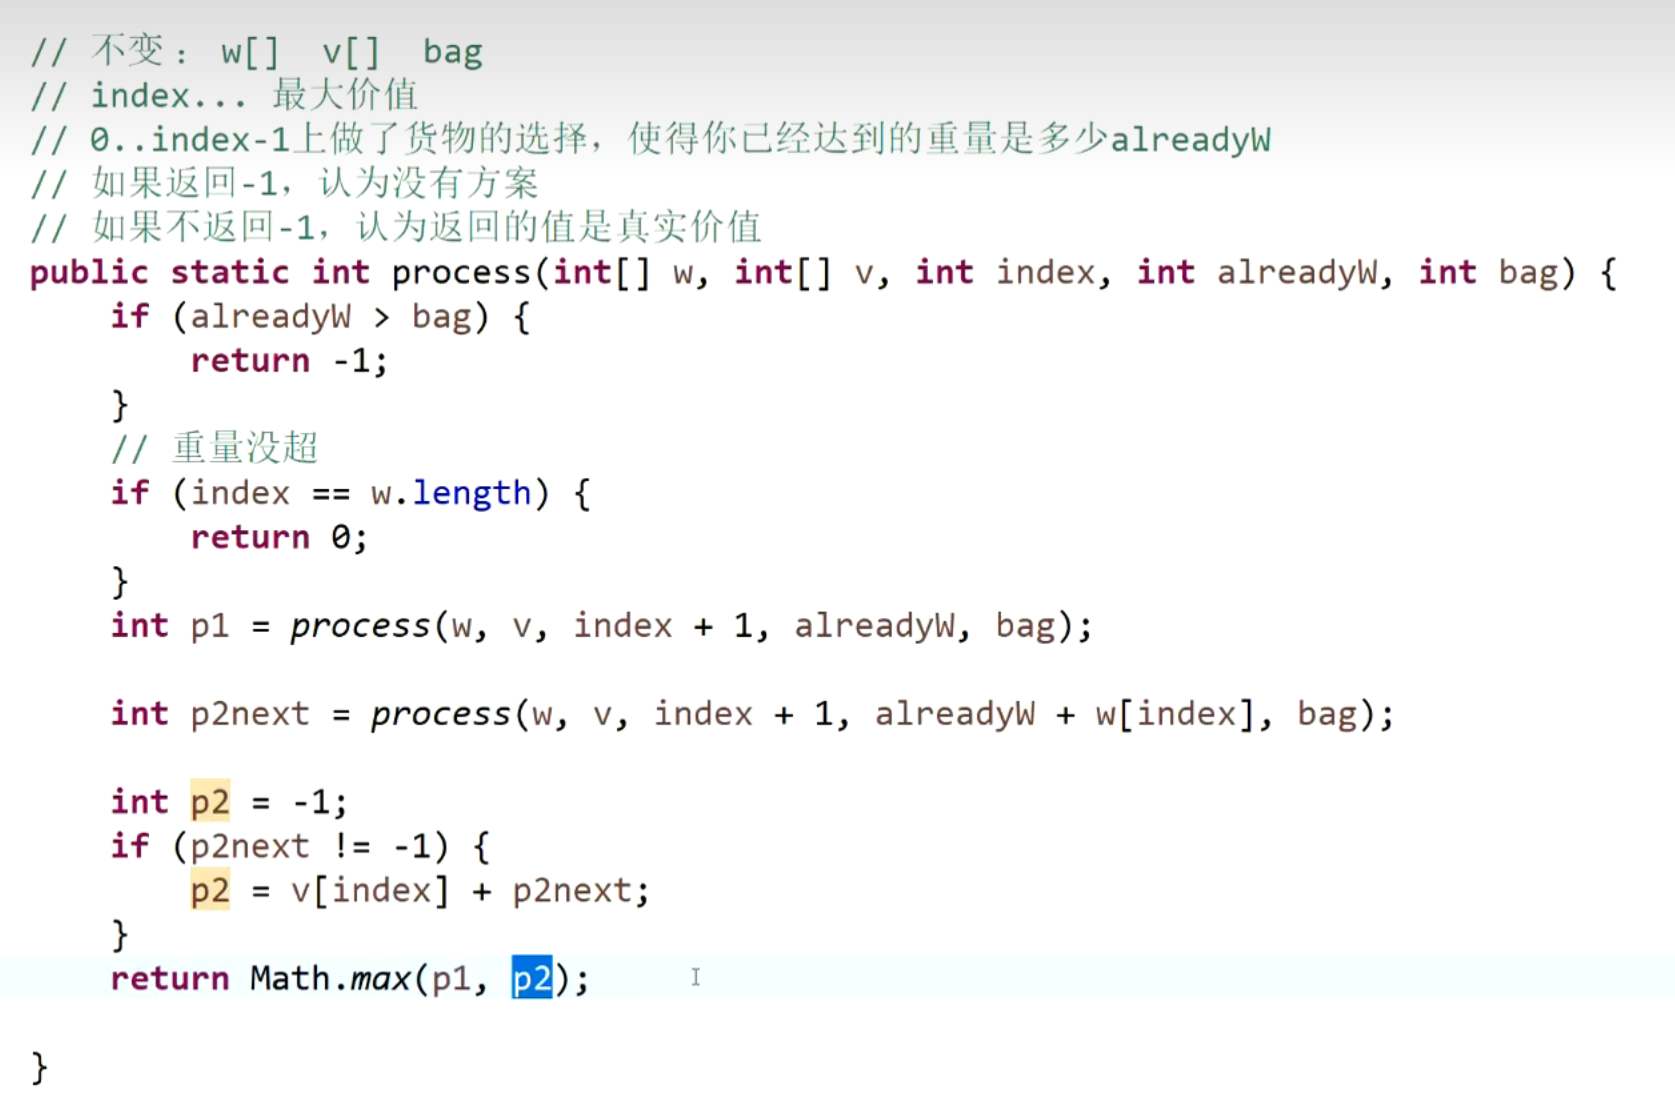 // 不变： w[]  v[]  bag
// index... 最大价值
// 0..index-1上做了货物的选择，使得你已经达到的重量是多少alreadyW
// 如果返回-1，认为没有方案
// 如果不返回-1，认为返回的值是真实价值
public static int process(int[] w, int[] v, int index, int alreadyW, int bag) {
    if (alreadyW > bag) {
        return -1;
    }
    // 重量没超
    if (index == w.length) {
        return 0;
    }
    int p1 = process(w, v, index + 1, alreadyW, bag);
    int p2next = process(w, v, index + 1, alreadyW + w[index], bag);
    int p2 = -1;
    if (p2next != -1) {
        p2 = v[index] + p2next;
    }
    return Math.max(p1, p2);
}